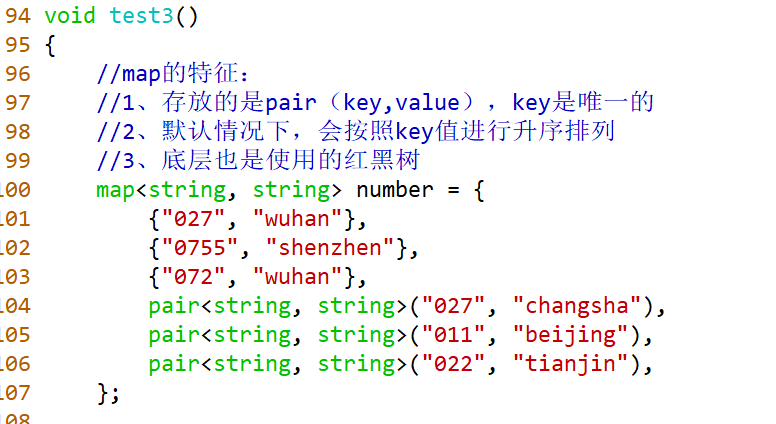 94 void test3()
95 {
96 //map的特征:
97 //1、存放的是pair（key,value），key是唯一的
98 //2、默认情况下，会按照key值进行升序排列
99 //3、底层也是使用的红黑树
100 map<string, string> number = {
101 {"027", "wuhan"},
102 {"0755", "shenzhen"},
103 {"072", "wuhan"},
104 pair<string, string>("027", "changsha"),
105 pair<string, string>("011", "beijing"),
106 pair<string, string>("022", "tianjin"),
107 };
108